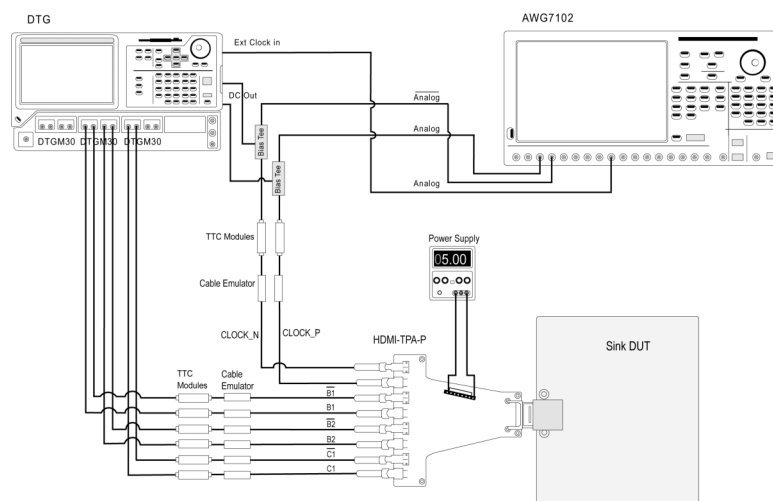 DTG
AWG7102
Ext Clock in
DC Out
Analog
Analog
Analog
DTGM30 DTGM30 DTGM30
Bias Tee
Bias Tee
TTC Modules
Power Supply
05.00
Cable Emulator
CLOCK_N
CLOCK_P
HDMI-TPA-P
Sink DUT
TTC
Modules
Cable
Emulator
B1
B1
B2
B2
C1
C1